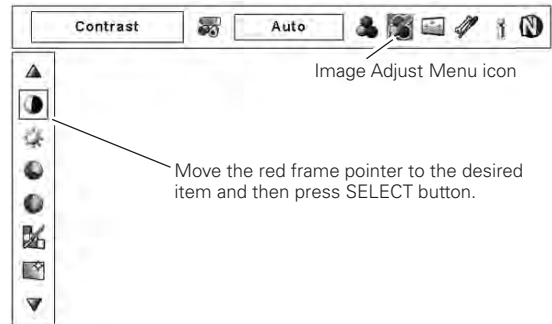 Contrast
Auto
Image Adjust Menu icon
Move the red frame pointer to the desired
item and then press SELECT button.
N